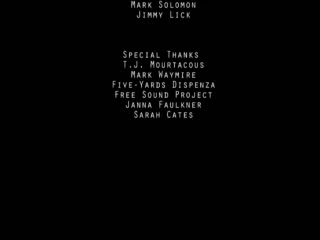 Mark Solomon
Jimmy Lick
Special Thanks
T.J. Mourtacous
Mark Waymire
Five-Yards Dispenza
Free Sound Project
Janna Faulkner
Sarah Cates